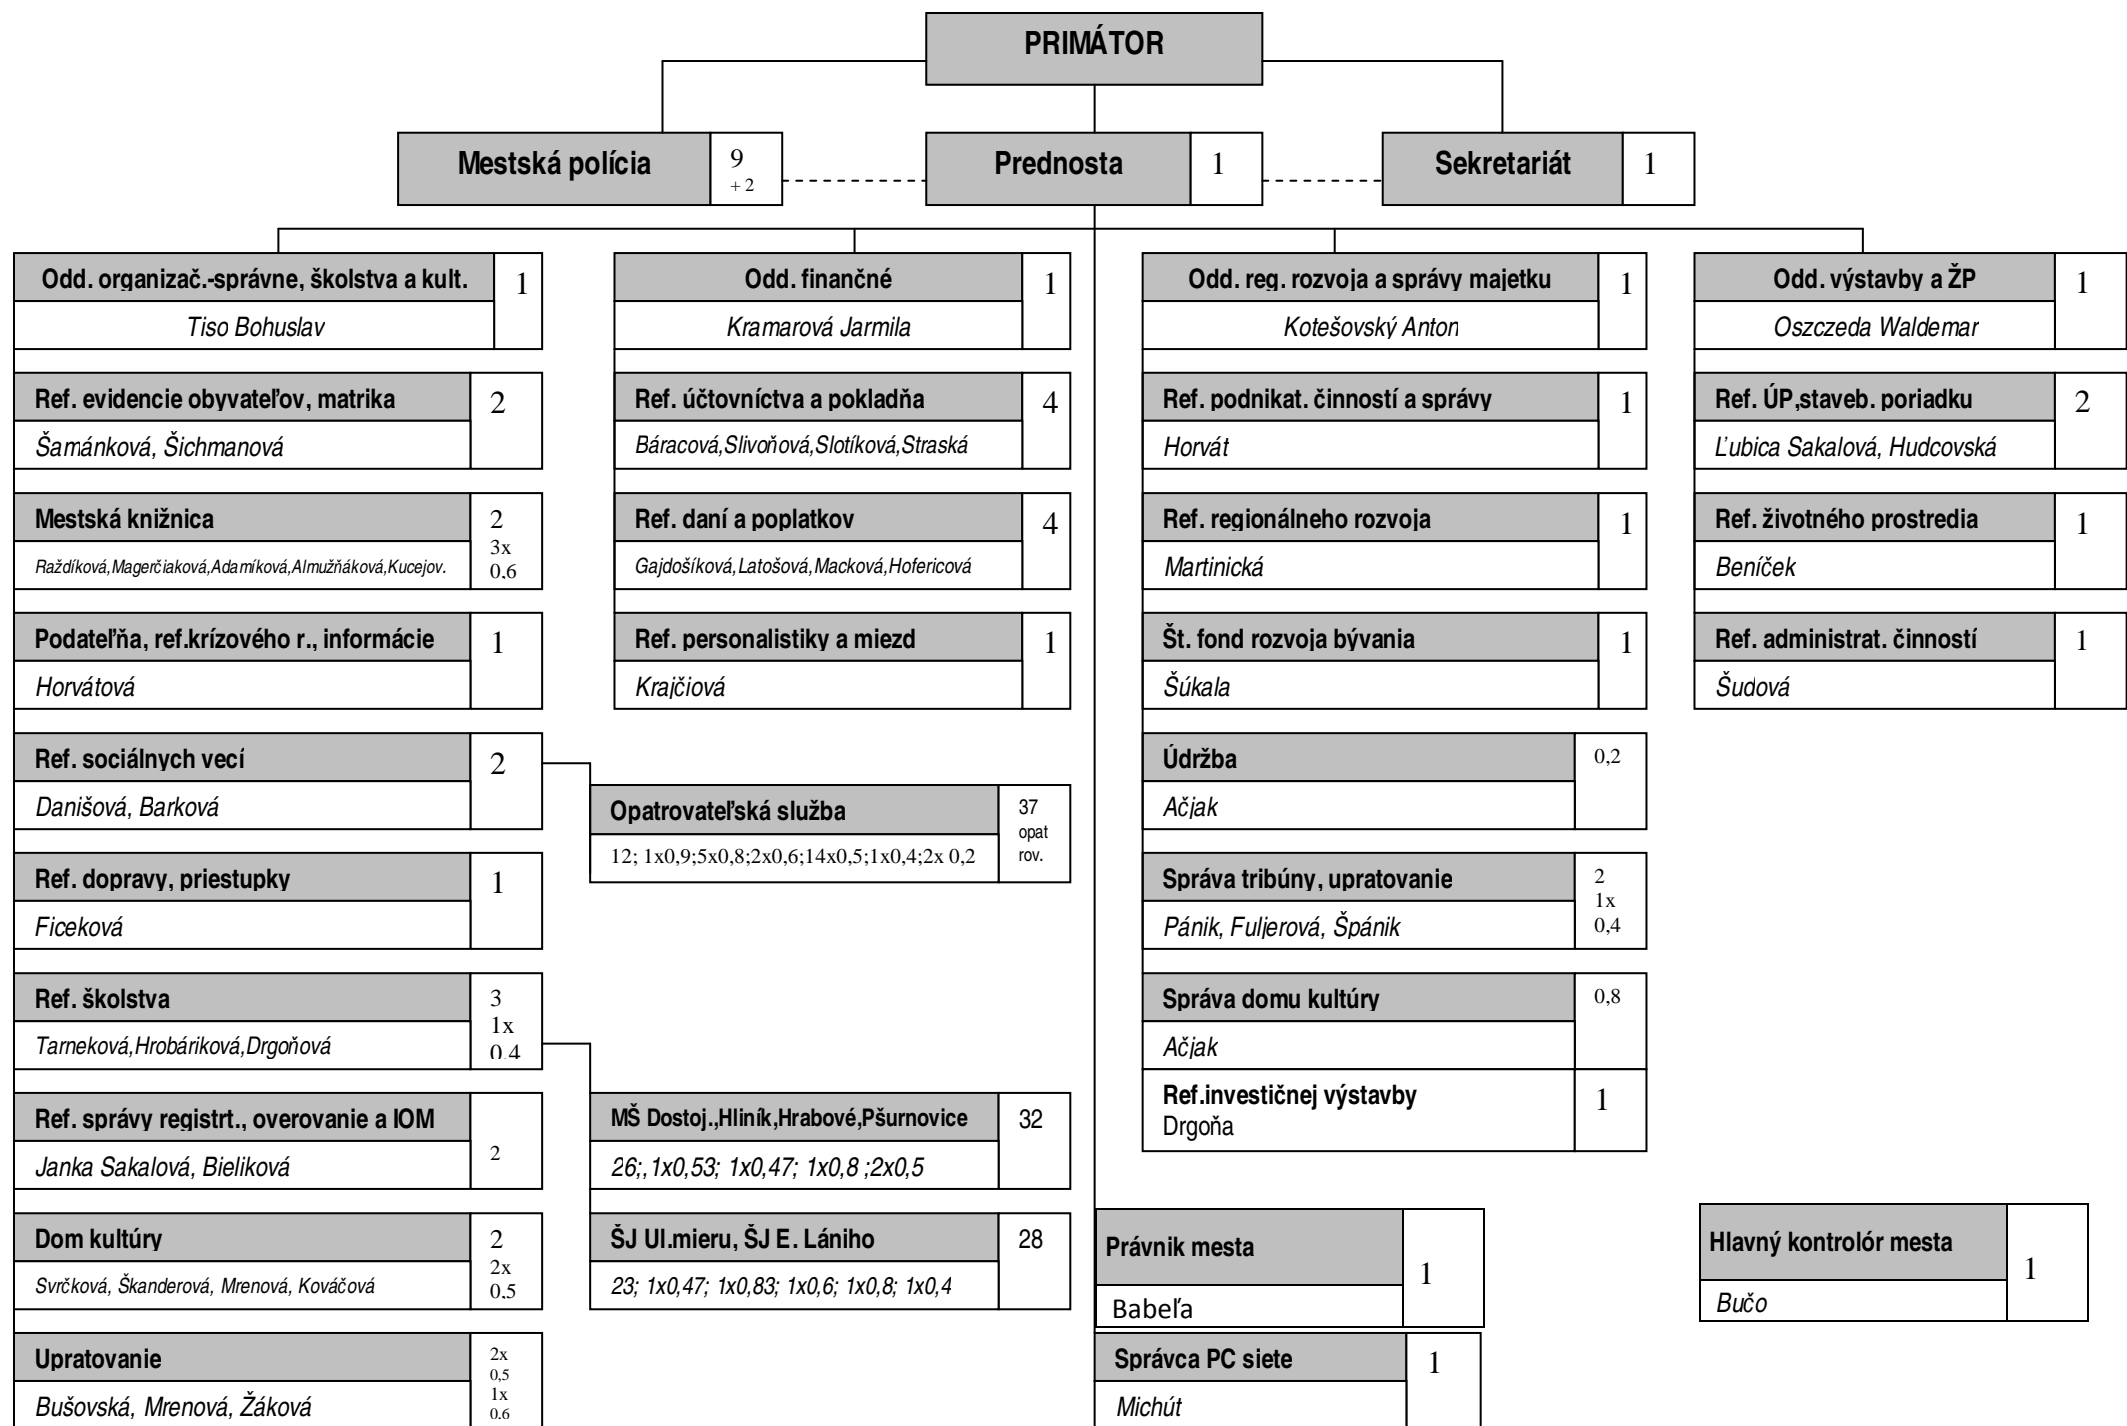 PRIMÁTOR
Mestská polícia
9
+ 2
Prednosta
1
Sekretariát
1
Odd. organizač.-správne, školstva a kult.
1
Tiso Bohuslav
Ref. evidencie obyvateľov, matrika
2
Šamánková, Šichmanová
Mestská knižnica
2
3x
0,6
Raždíková,Magerčiaková,Adamíková,Almužňáková,Kucejov.
Podateľňa, ref.krízového r., informácie
1
Horvátová
Ref. sociálnych vecí
2
Danišová, Barková
Opatrovateľská služba
37
opat
rov.
12; 1x0,9;5x0,8;2x0,6;14x0,5;1x0,4;2x 0,2
Ref. dopravy, priestupky
1
Ficeková
Ref. školstva
3
1x
0,4
Tarneková,Hrobáriková,Drgoňová
MŠ Dostoj.,Hliník,Hrabové,Pšurnovice
32
26;,1x0,53; 1x0,47; 1x0,8 ;2x0,5
ŠJ Ul.mieru, ŠJ E. Lániho
28
23; 1x0,47; 1x0,83; 1x0,6; 1x0,8; 1x0,4
Ref. správy registrt., overovanie a IOM
2
Janka Sakalová, Bieliková
Dom kultúry
2
2x
0,5
Svrčková, Škanderová, Mrenová, Kováčová
Upratovanie
2x
0,5
1x
0,6
Bušovská, Mrenová, Žáková
Odd. finančné
1
Kramarová Jarmila
Ref. účtovníctva a pokladňa
4
Báracová,Slivoňová,Slotíková,Straská
Ref. daní a poplatkov
4
Gajdošíková,Latošová,Macková,Hofericová
Ref. personalistiky a miezd
1
Krajčiová
Odd. reg. rozvoja a správy majetku
1
Kotešovský Anton
Ref. podnikat. činností a správy
1
Horvát
Ref. regionálneho rozvoja
1
Martinická
Št. fond rozvoja bývania
1
Šúkala
Údržba
0,2
Ačjak
Správa tribúny, upratovanie
2
1x
0,4
Pánik, Fuljerová, Špánik
Správa domu kultúry
0,8
Ačjak
Ref.investičnej výstavby
1
Drgoňa
Odd. výstavby a ŽP
1
Oszczeda Waldemar
Ref. ÚP,staveb. poriadku
2
Ľubica Sakalová, Hudcovská
Ref. životného prostredia
1
Beníček
Ref. administrat. činností
1
Šudová
Právnik mesta
1
Babeľa
Správca PC siete
1
Michút
Hlavný kontrolór mesta
1
Bučo